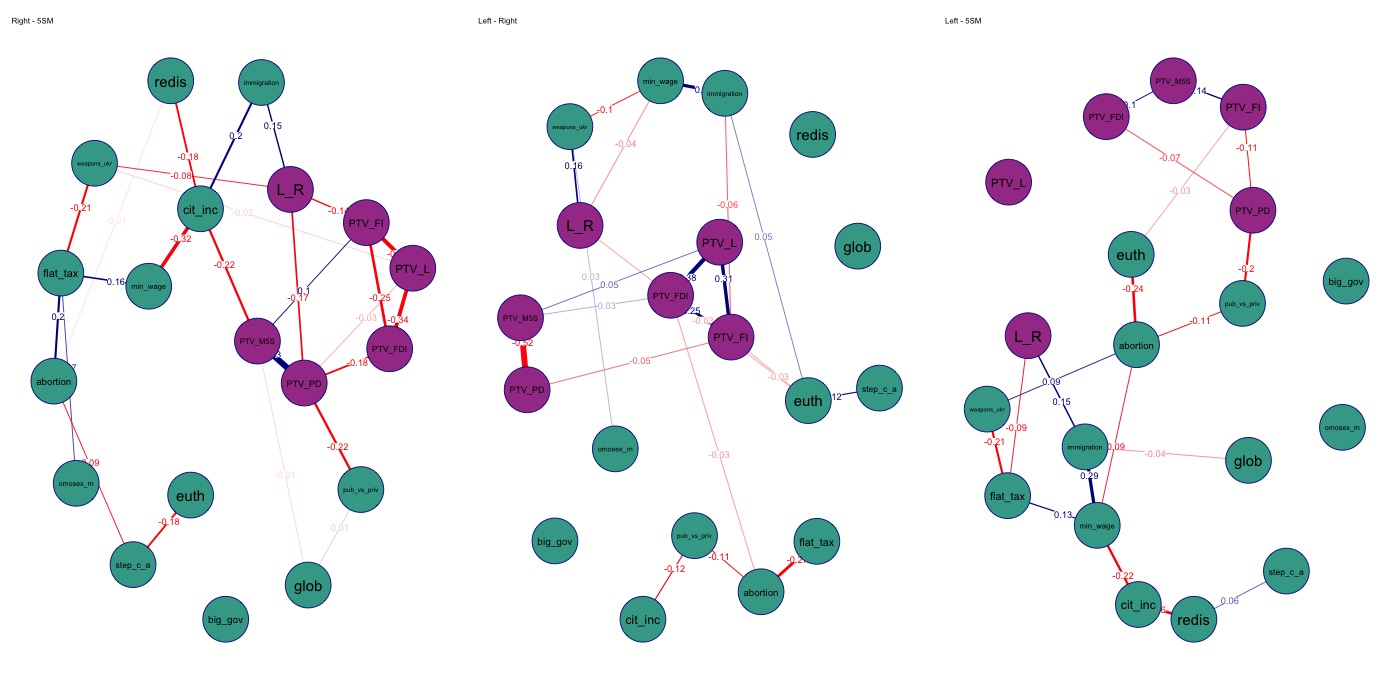 Right - 5SM
redis
immigration
0.2
0.15
-0.18
weapons_ukr
-0.08
L_R
cit_inc
-0.02
-0.14
PTV_FI
-0.21
-0.01
-0.32
PTV_L
flat_tax
0.16
min_wage
-0.22
0.1
-0.17
-0.25
-0.03
-0.34
0.2
PTV_M5S
PTV_FDI
-0.18
abortion
PTV_PD
-0.22
omosex_m
euth
-0.01
pub_vs_priv
-0.18
0.01
step_c_a
glob
big_gov
Left - Right
min_wage
immigration
-0.1
weapons_ukr
redis
-0.04
0.16
L_R
-0.06
0.05
glob
PTV_L
0.03
0.05
0.31
PTV_FDI
-0.03
PTV_M5S
-0.03
PTV_FI
-0.05
-0.03
PTV_PD
euth
step_c_a
omosex_m
-0.03
big_gov
pub_vs_priv
flat_tax
-0.11
-0.12
abortion
cit_inc
Left - 5SM
PTV_M5S
PTV_FDI
PTV_FI
-0.07
-0.11
PTV_L
-0.03
PTV_PD
euth
-0.2
big_gov
-0.24
pub_vs_priv
-0.11
L_R
abortion
0.09
0.15
weapons_ukr
-0.09
-0.21
immigration
-0.04
glob
omosex_m
0.29
flat_tax
0.13
min_wage
-0.22
step_c_a
0.06
cit_inc
redis